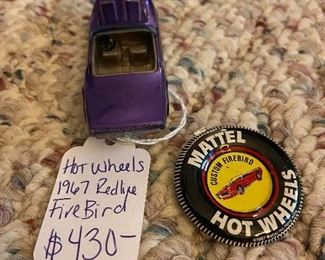 Hot Wheels
1967 Redline
FireBird
$430-
MATTEL
CUSTOM FIREBIRD
HOT WHEELS